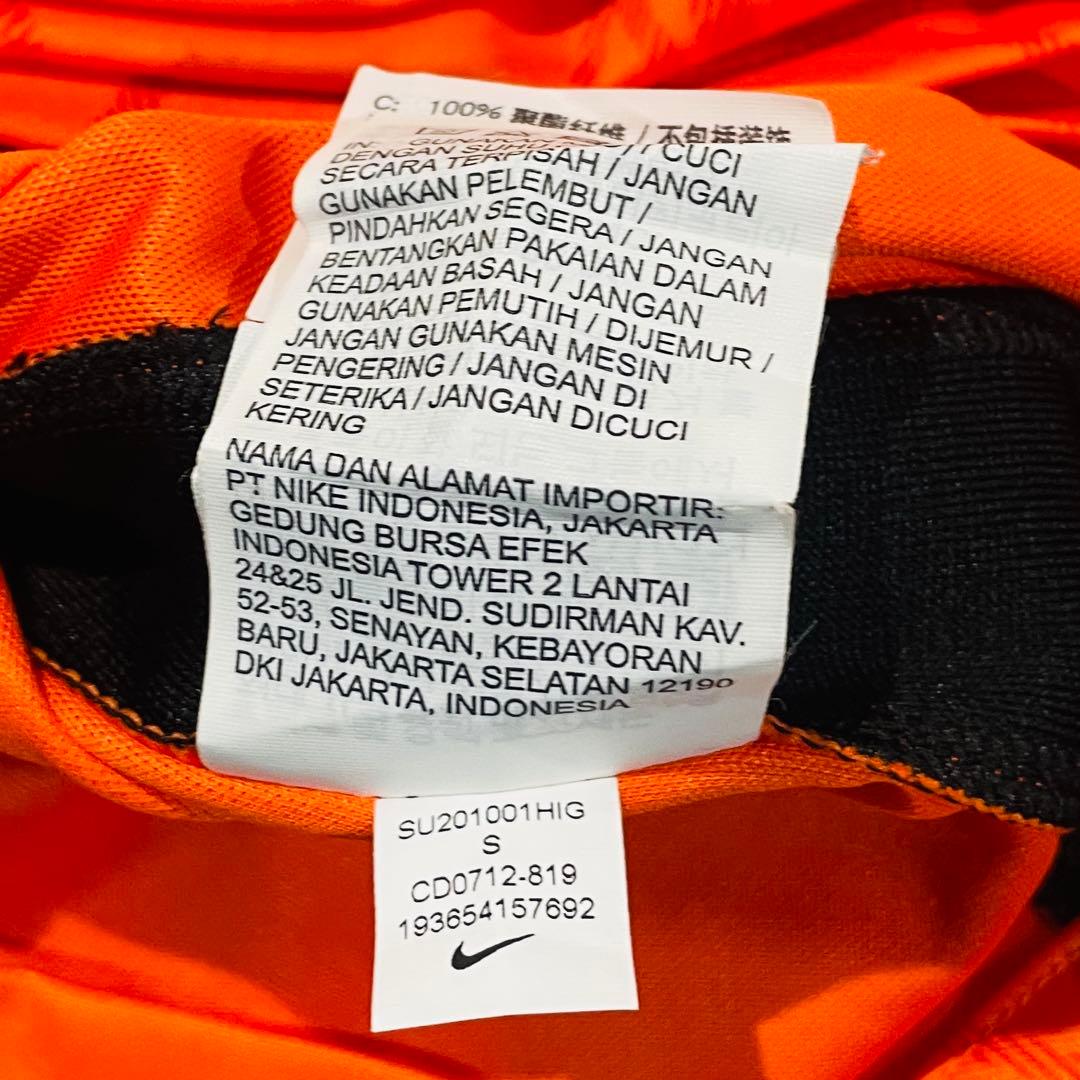 C: 100% 聚酯纤维 / 不包括装饰
IN:
DENGAN SUHU / CUCI
SECARA TERPISAH / JANGAN
GUNAKAN PELEMBUT /
PINDAHKAN SEGERA / JANGAN
BENTANGKAN PAKAIAN DALAM
KEADAAN BASAH / JANGAN
GUNAKAN PEMUTIH / DIJEMUR /
JANGAN GUNAKAN MESIN
PENGERING / JANGAN DI
SETERIKA / JANGAN DICUCI
KERING
NAMA DAN ALAMAT IMPORTIR:
PT NIKE INDONESIA, JAKARTA
GEDUNG BURSA EFEK
INDONESIA TOWER 2 LANTAI
24&25 JL. JEND. SUDIRMAN KAV.
52-53, SENAYAN, KEBAYORAN
BARU, JAKARTA SELATAN 12190
DKI JAKARTA, INDONESIA
SU201001HIG
S
CD0712-819
193654157692